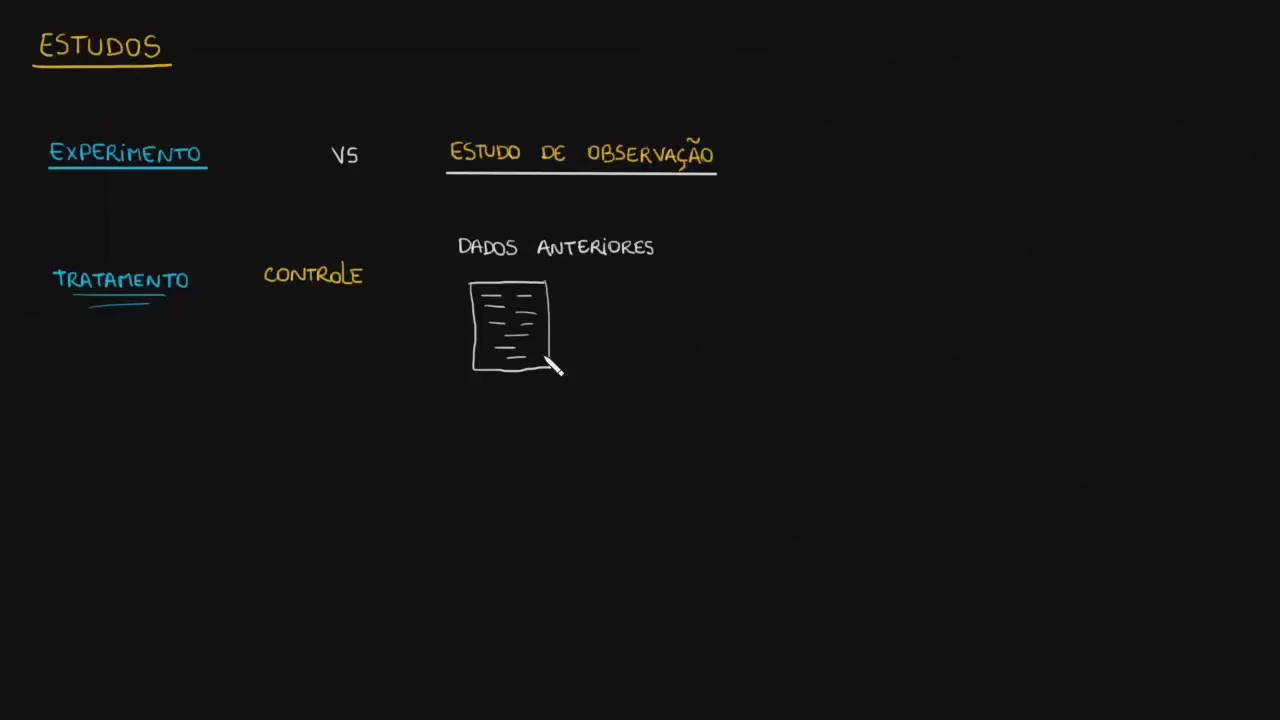 ESTUDOS
EXPERIMENTO VS ESTUDO DE OBSERVAÇÃO
DADOS ANTERIORES
TRATAMENTO CONTROLE